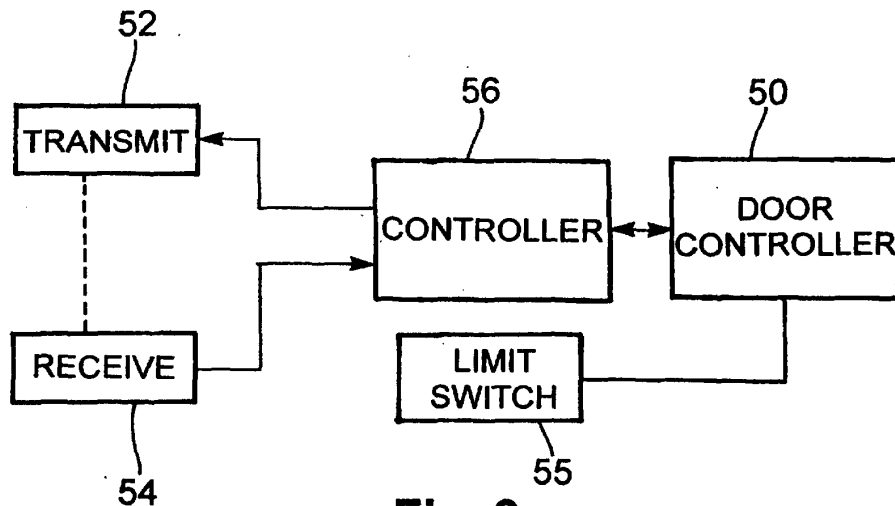 52
TRANSMIT
56
CONTROLLER
50
DOOR
CONTROLLER
RECEIVE
54
LIMIT
SWITCH
55